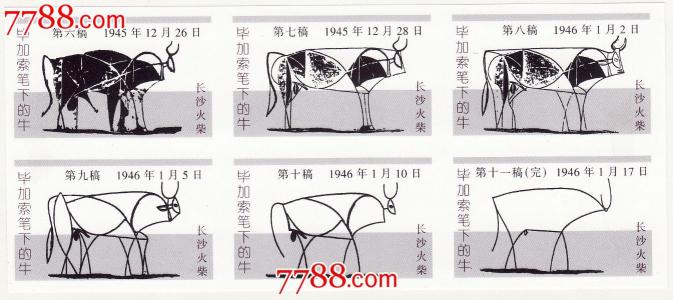 7788.com
第六稿 1945 年 12 月 26 日
毕加索笔下的牛
长沙火柴
第七稿 1945 年 12 月 28 日
毕加索笔下的牛
长沙火柴
第八稿 1946 年 1 月 2 日
毕加索笔下的牛
长沙火柴
第九稿 1946 年 1 月 5 日
毕加索笔下的牛
长沙火柴
第十稿 1946 年 1 月 10 日
毕加索笔下的牛
长沙火柴
第十一稿(完) 1946 年 1 月 17 日
毕加索笔下的牛
长沙火柴
7788.com